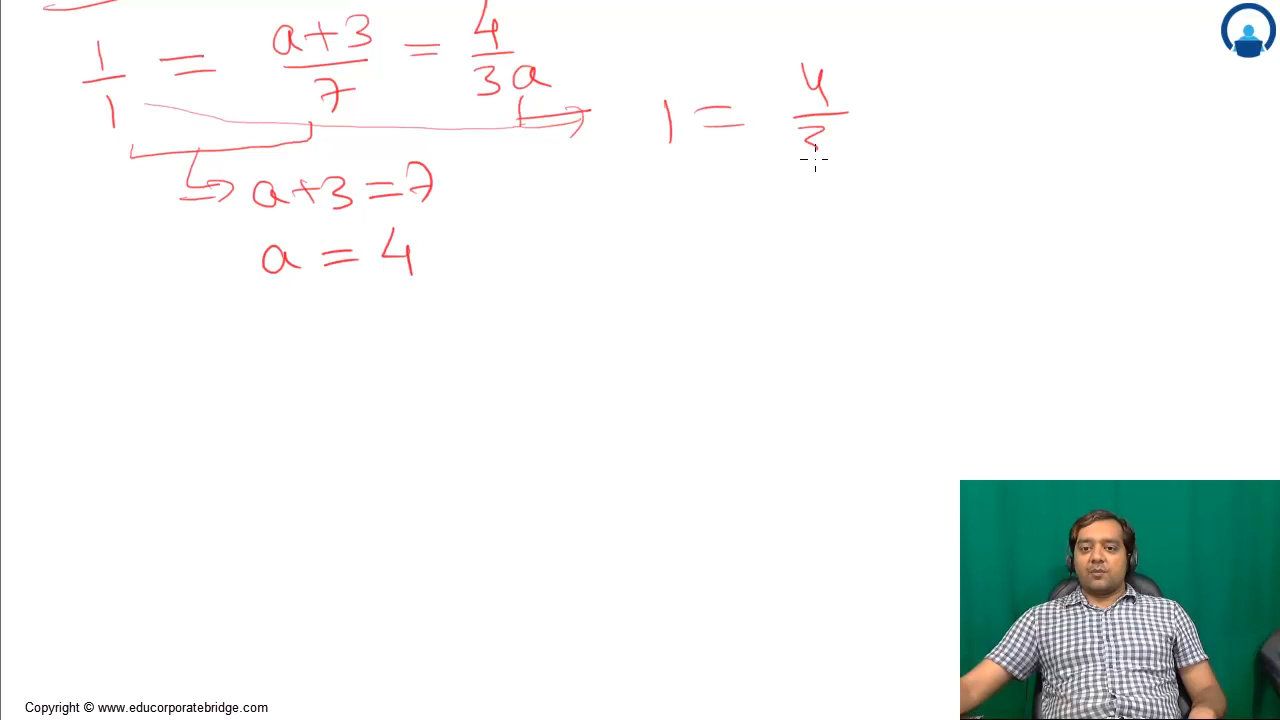 1/1 = a+3/7 = 4/3a
1 = 4/3
a+3=7
a = 4
Copyright © www.educorporatebridge.com